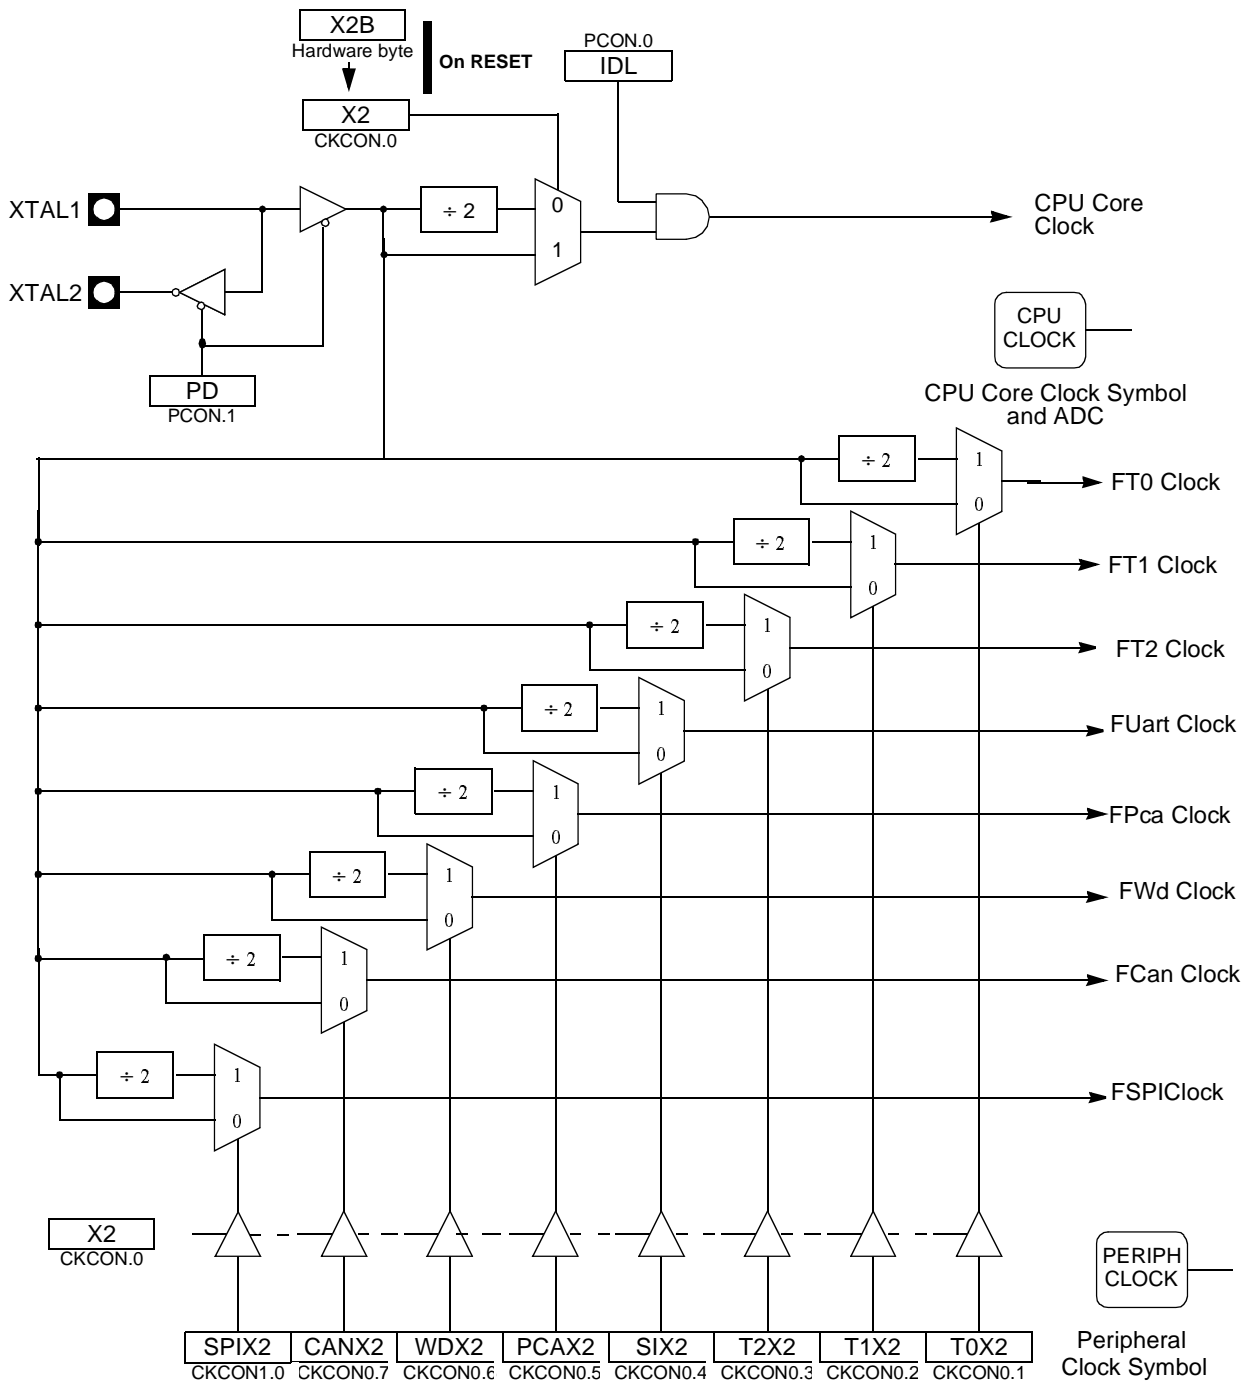 X2B
Hardware byte
On RESET
X2
CKCON.0
PCON.0
IDL
XTAL1
÷ 2
0
1
CPU Core
Clock
XTAL2
PD
PCON.1
CPU
CLOCK
CPU Core Clock Symbol
and ADC
÷ 2
1
0
FT0 Clock
÷ 2
1
0
FT1 Clock
÷ 2
1
0
FT2 Clock
÷ 2
1
0
FUart Clock
÷ 2
1
0
FPca Clock
÷ 2
1
0
FWd Clock
÷ 2
1
0
FCan Clock
÷ 2
1
0
FSPIClock
X2
CKCON.0
PERIPH
CLOCK
Peripheral
Clock Symbol
SPIX2
CKCON1.0
CANX2
CKCON0.7
WDX2
CKCON0.6
PCAX2
CKCON0.5
SIX2
CKCON0.4
T2X2
CKCON0.3
T1X2
CKCON0.2
T0X2
CKCON0.1